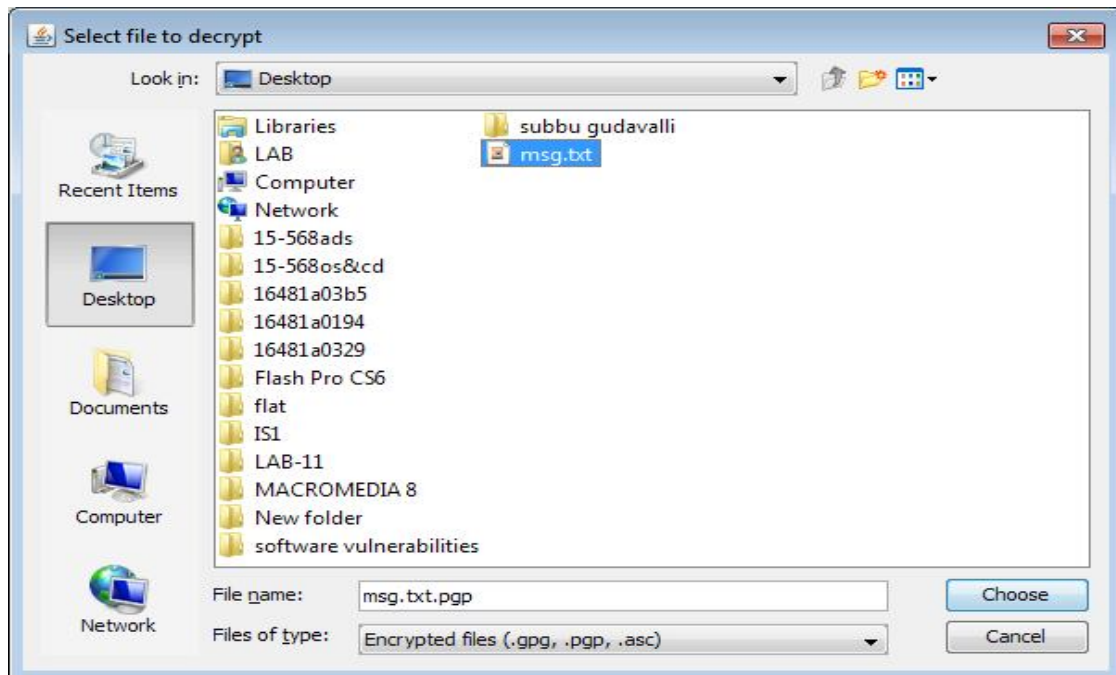 Select file to decrypt
Look in:
Desktop
Recent Items
Desktop
Documents
Computer
Network
Libraries
LAB
Computer
Network
15-568ads
15-568os&cd
16481a03b5
16481a0194
16481a0329
Flash Pro CS6
flat
IS1
LAB-11
MACROMEDIA 8
New folder
software vulnerabilities
subbu gudavalli
msg.txt
File name:
msg.txt.pgp
Choose
Files of type:
Encrypted files (.gpg, .pgp, .asc)
Cancel